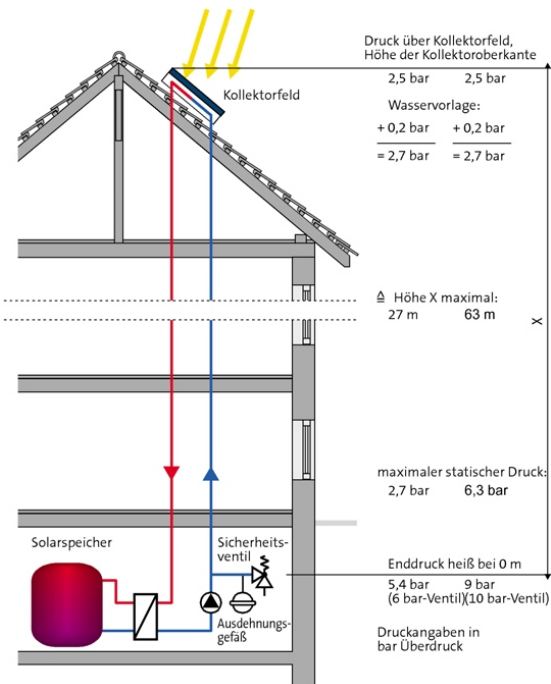 Druck über Kollektorfeld,
Höhe der Kollektoroberkante
2,5 bar 2,5 bar
Kollektorfeld
Wasservorlage:
+ 0,2 bar + 0,2 bar
= 2,7 bar = 2,7 bar
≙ Höhe X maximal:
27 m 63 m
X
maximaler statischer Druck:
2,7 bar 6,3 bar
Solarspeicher
Sicherheits-
ventil
Enddruck heiß bei 0 m
5,4 bar 9 bar
(6 bar-Ventil)(10 bar-Ventil)
Ausdehnungs-
gefäß
Druckangaben in
bar Überdruck